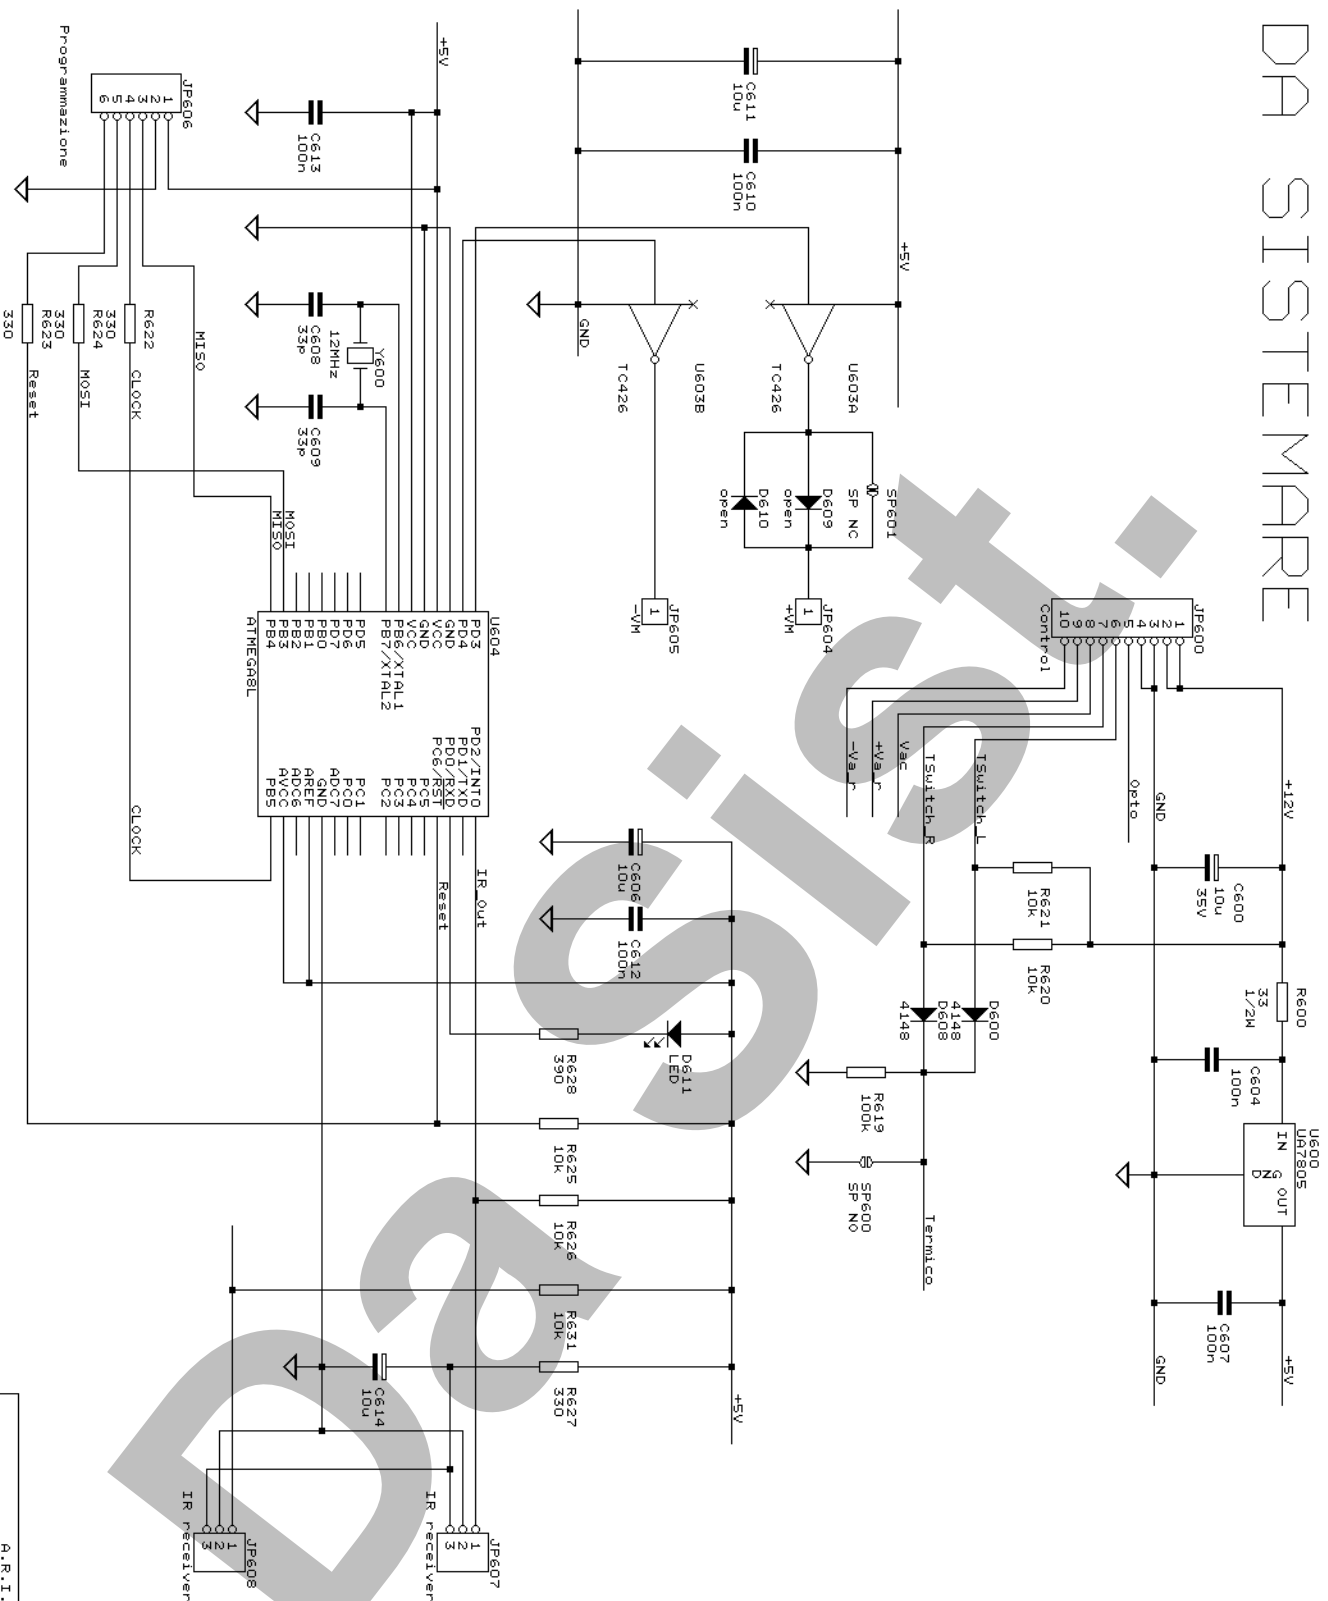 DA SISTEMARE
JP600
1
2
3
4
5
6
7
8
9
10
Control
+12V
GND
Opto
TSwitch_L
TSwitch_R
Vac
+Va_r
-Va_r
C600
10u
35V
R600
33
1/2W
C604
100n
U600
UA7805
IN
GND
OUT
C607
100n
+5V
GND
R621
10k
R620
10k
D600
4148
D608
4148
R619
100k
SP600
SP NO
Termico
+5V
C611
10u
C610
100n
GND
U603A
TC426
U603B
TC426
SP601
SP NC
D609
open
D610
open
JP604
1
+VM
JP605
1
-VM
+5V
JP606
1
2
3
4
5
6
Programmazione
C613
100n
C608
33p
Y600
12MHz
C609
33p
R622
330
R624
330
R623
330
MISO
CLOCK
MOSI
Reset
MOSI
MISO
U604
PD3
PD4
GND
VCC
GND
VCC
PB6/XTAL1
PB7/XTAL2
PD5
PD6
PD7
PB0
PB1
PB2
PB3
PB4
ATMEGA8L
PD2/INT0
PD1/TXD
PD0/RXD
PC6/RST
PC5
PC4
PC3
PC2
PC1
PC0
ADC7
GND
AREF
ADC6
AVCC
PB5
CLOCK
IR_Out
Reset
C606
10u
C612
100n
D611
LED
R628
390
R625
10k
R626
10k
R631
10k
R627
330
C614
10u
+5V
JP607
1
2
3
IR receiver
JP608
1
2
3
IR receiver
A.R.I.
Da Sist.